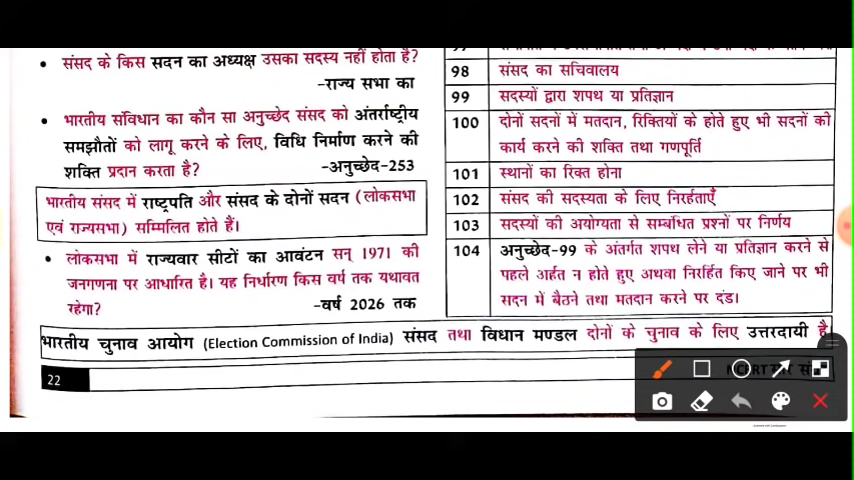 • संसद के किस सदन का अध्यक्ष उसका सदस्य नहीं होता है?
-राज्य सभा का
• भारतीय संविधान का कौन सा अनुच्छेद संसद को अंतर्राष्ट्रीय
समझौतों को लागू करने के लिए, विधि निर्माण करने की
शक्ति प्रदान करता है? -अनुच्छेद-253
भारतीय संसद में राष्ट्रपति और संसद के दोनों सदन (लोकसभा
एवं राज्यसभा) सम्मिलित होते हैं।
• लोकसभा में राज्यवार सीटों का आवंटन सन् 1971 की
जनगणना पर आधारित है। यह निर्धारण किस वर्ष तक यथावत
रहेगा? -वर्ष 2026 तक
98 संसद का सचिवालय
99 सदस्यों द्वारा शपथ या प्रतिज्ञान
100 दोनों सदनों में मतदान, रिक्तियों के होते हुए भी सदनों की
कार्य करने की शक्ति तथा गणपूर्ति
101 स्थानों का रिक्त होना
102 संसद की सदस्यता के लिए निरर्हताएँ
103 सदस्यों की अयोग्यता से सम्बंधित प्रश्नों पर निर्णय
104 अनुच्छेद-99 के अंतर्गत शपथ लेने या प्रतिज्ञान करने से
पहले अर्हत न होते हुए अथवा निरर्हित किए जाने पर भी
सदन में बैठने तथा मतदान करने पर दंड।
भारतीय चुनाव आयोग (Election Commission of India) संसद तथा विधान मण्डल दोनों के चुनाव के लिए उत्तरदायी है
22